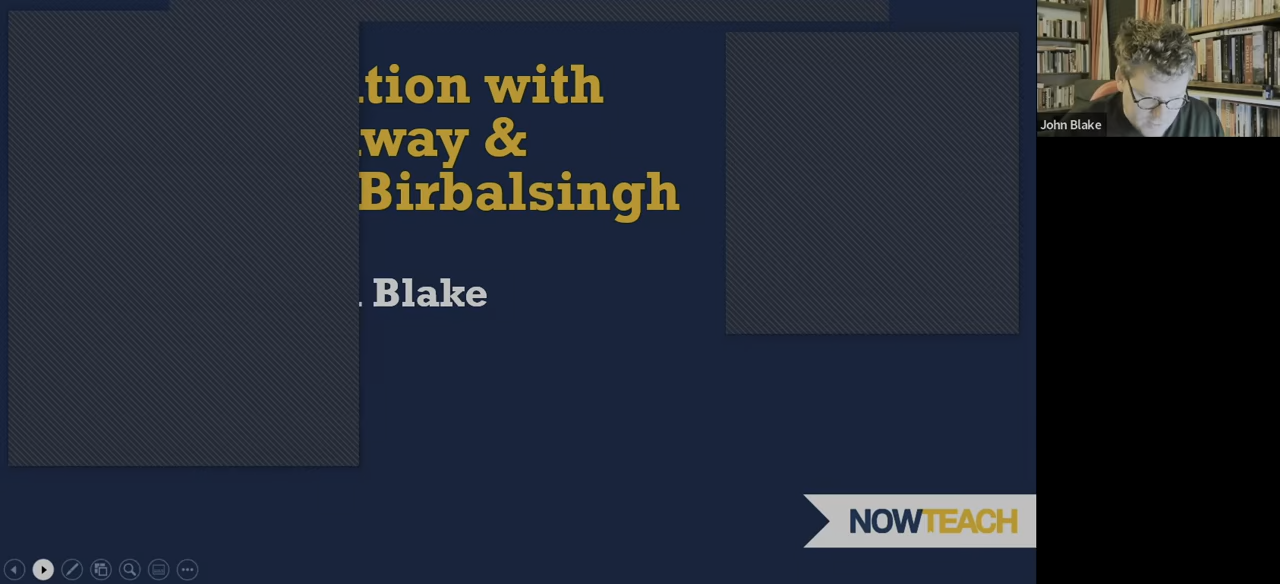 tion with
way &
Birbalsingh
Blake
NOWTEACH
John Blake